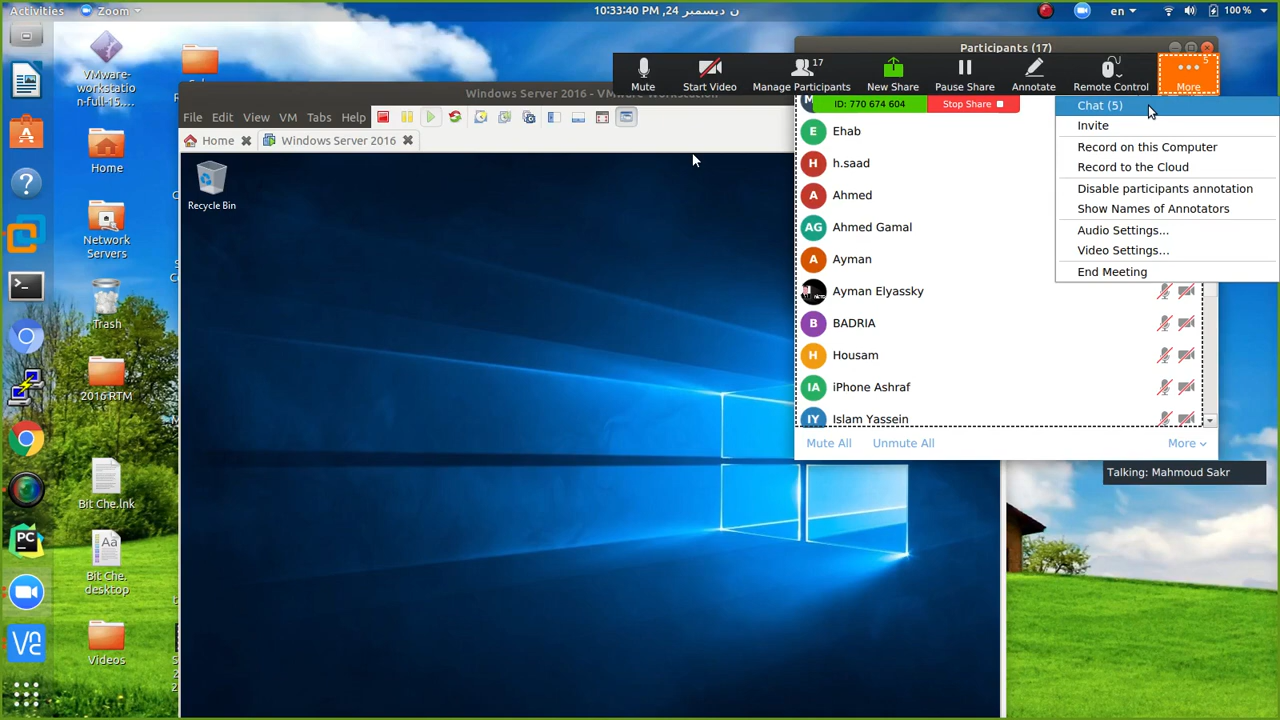 Activities
Zoom
10:33:40 PM ,24 ن ديسمبر
en
100 %
VMware-
workstatio
n-full-15....
Home
Network
Servers
Trash
2016 RTM
Bit Che.lnk
Bit Che.
desktop
Videos
Windows Server 2016 - VMware Workstation
File Edit View VM Tabs Help
Home
Windows Server 2016
Recycle Bin
Participants (17)
Mute
Start Video
17
Manage Participants
New Share
Pause Share
Annotate
Remote Control
5
More
ID: 770 674 604
Stop Share
Chat (5)
Invite
Record on this Computer
Record to the Cloud
Disable participants annotation
Show Names of Annotators
Audio Settings...
Video Settings...
End Meeting
E Ehab
H h.saad
A Ahmed
AG Ahmed Gamal
A Ayman
Ayman Elyassky
B BADRIA
H Housam
IA iPhone Ashraf
IY Islam Yassein
Mute All
Unmute All
More
Talking: Mahmoud Sakr